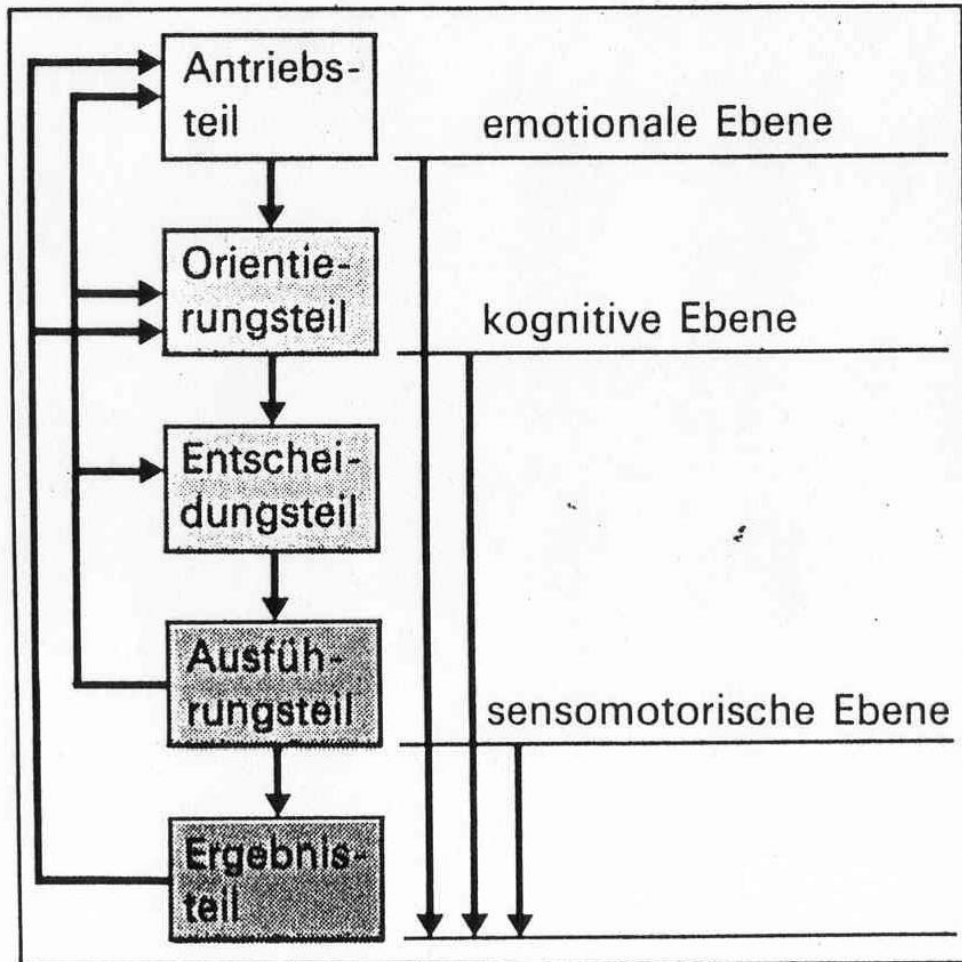 Antriebs-
teil
emotionale Ebene
Orientie-
rungsteil
kognitive Ebene
Entschei-
dungsteil
Ausfüh-
rungsteil
sensomotorische Ebene
Ergebnis-
teil